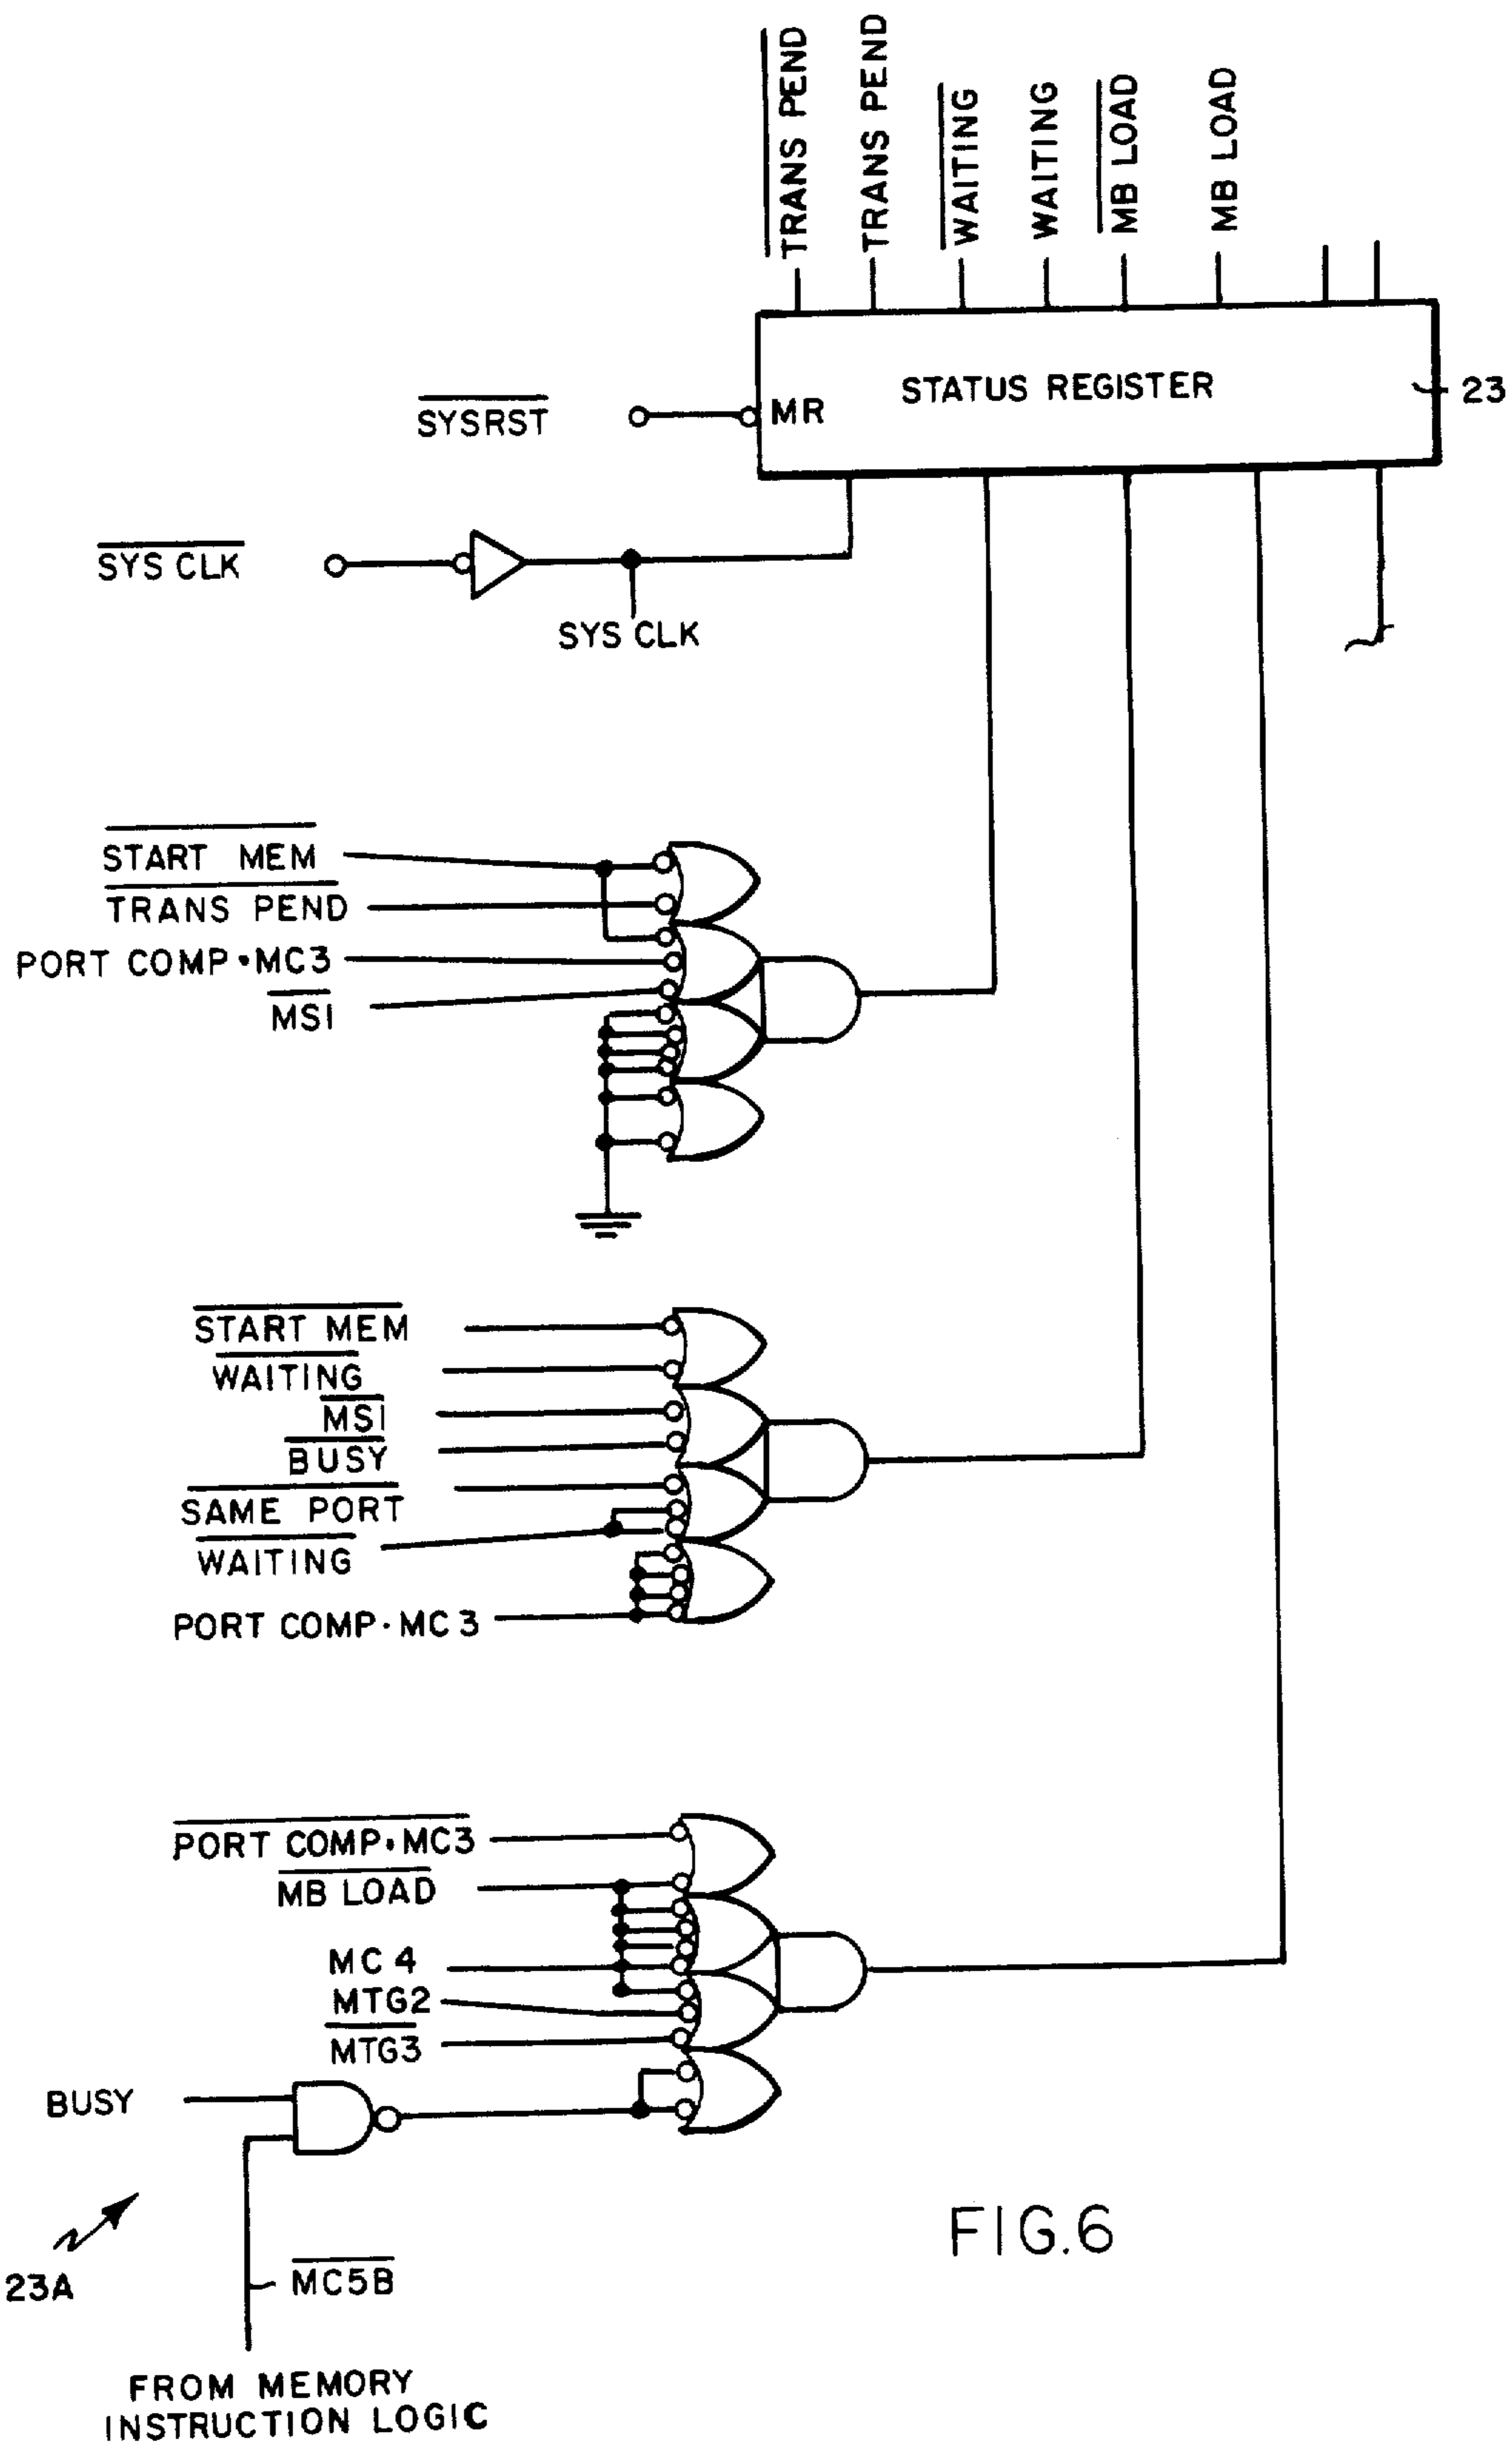 TRANS PEND
TRANS PEND
WAITING
WAITING
MB LOAD
MB LOAD
STATUS REGISTER
23
SYSRST
MR
SYS CLK
SYS CLK
START MEM
TRANS PEND
PORT COMP•MC3
MSI
START MEM
WAITING
MSI
BUSY
SAME PORT
WAITING
PORT COMP·MC3
PORT COMP•MC3
MB LOAD
MC4
MTG2
MTG3
BUSY
23A
MC5B
FROM MEMORY
INSTRUCTION LOGIC
FIG.6